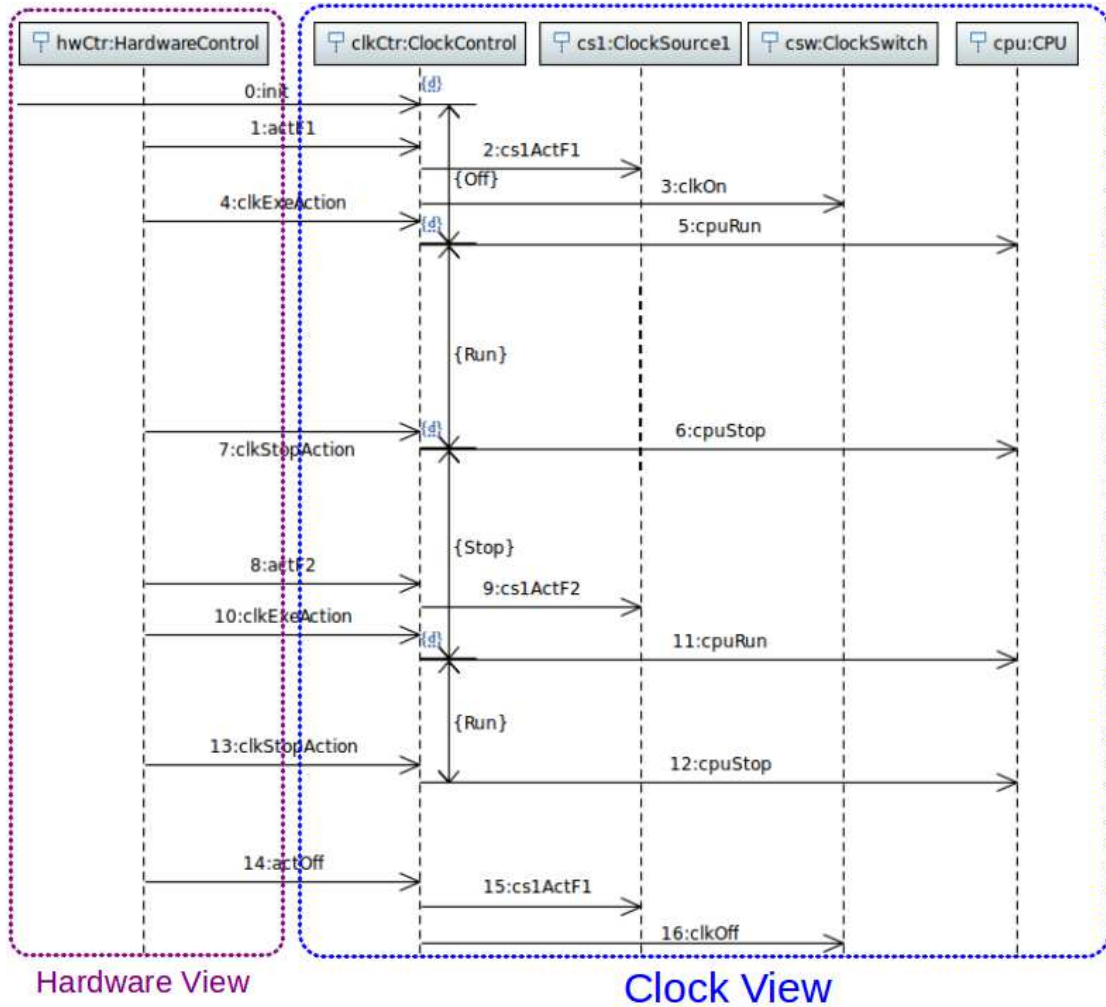 hwCtr:HardwareControl
clkCtr:ClockControl
cs1:ClockSource1
csw:ClockSwitch
cpu:CPU
{d}
0:init
1:actF1
2:cs1ActF1
{Off}
3:clkOn
4:clkExeAction
{d}
5:cpuRun
{Run}
{d}
6:cpuStop
7:clkStopAction
{Stop}
8:actF2
9:cs1ActF2
10:clkExeAction
{d}
11:cpuRun
{Run}
13:clkStopAction
12:cpuStop
14:actOff
15:cs1ActF1
16:clkOff
Hardware View
Clock View